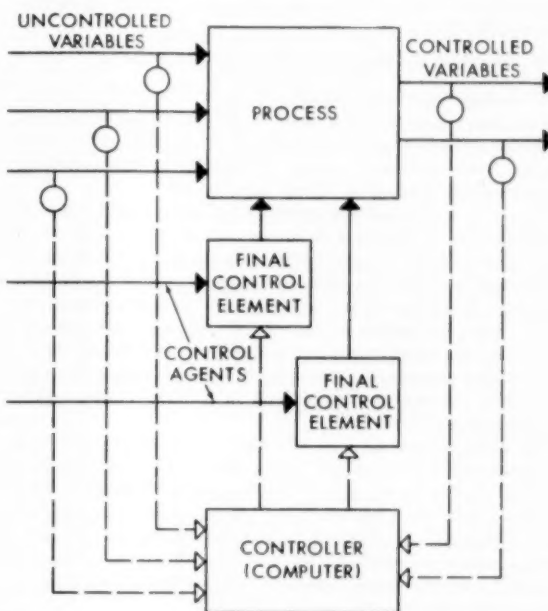 UNCONTROLLED
VARIABLES
CONTROLLED
VARIABLES
PROCESS
FINAL
CONTROL
ELEMENT
CONTROL
AGENTS
FINAL
CONTROL
ELEMENT
CONTROLLER
(COMPUTER)